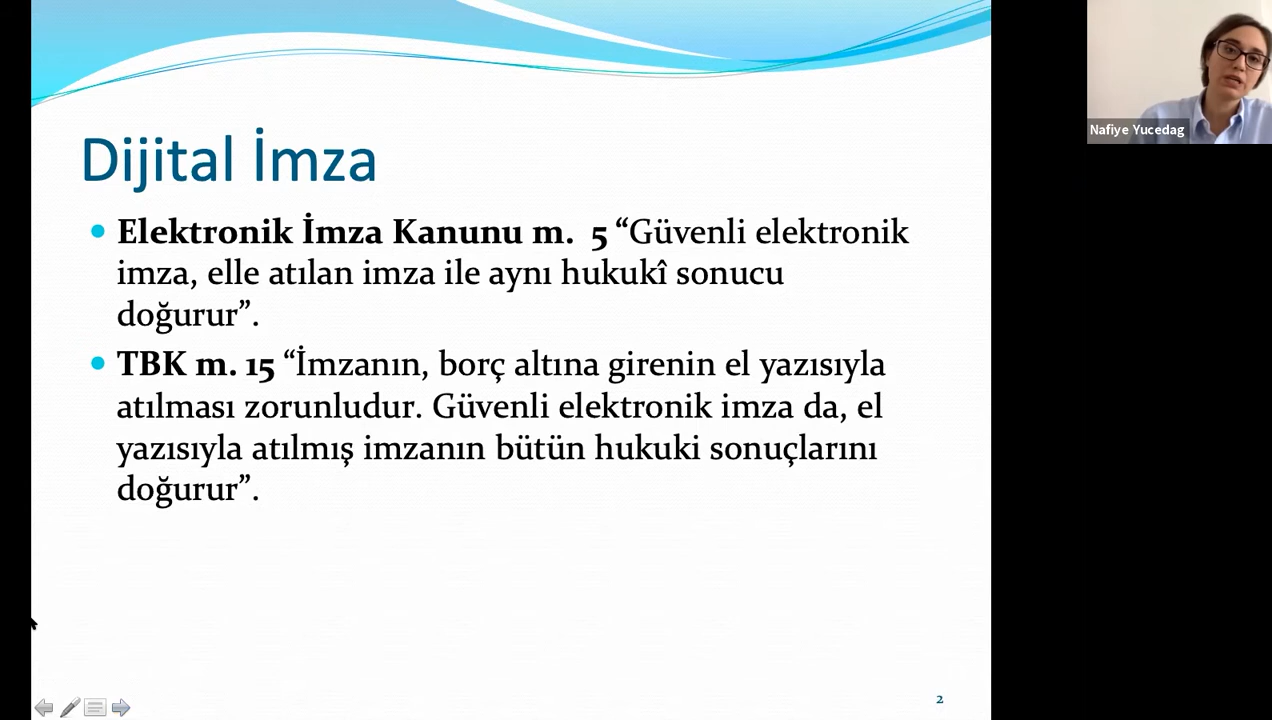 Dijital İmza
Elektronik İmza Kanunu m. 5 “Güvenli elektronik
imza, elle atılan imza ile aynı hukukî sonucu
doğurur”.
TBK m. 15 “İmzanın, borç altına girenin el yazısıyla
atılması zorunludur. Güvenli elektronik imza da, el
yazısıyla atılmış imzanın bütün hukuki sonuçlarını
doğurur”.
2
Nafiye Yucedag